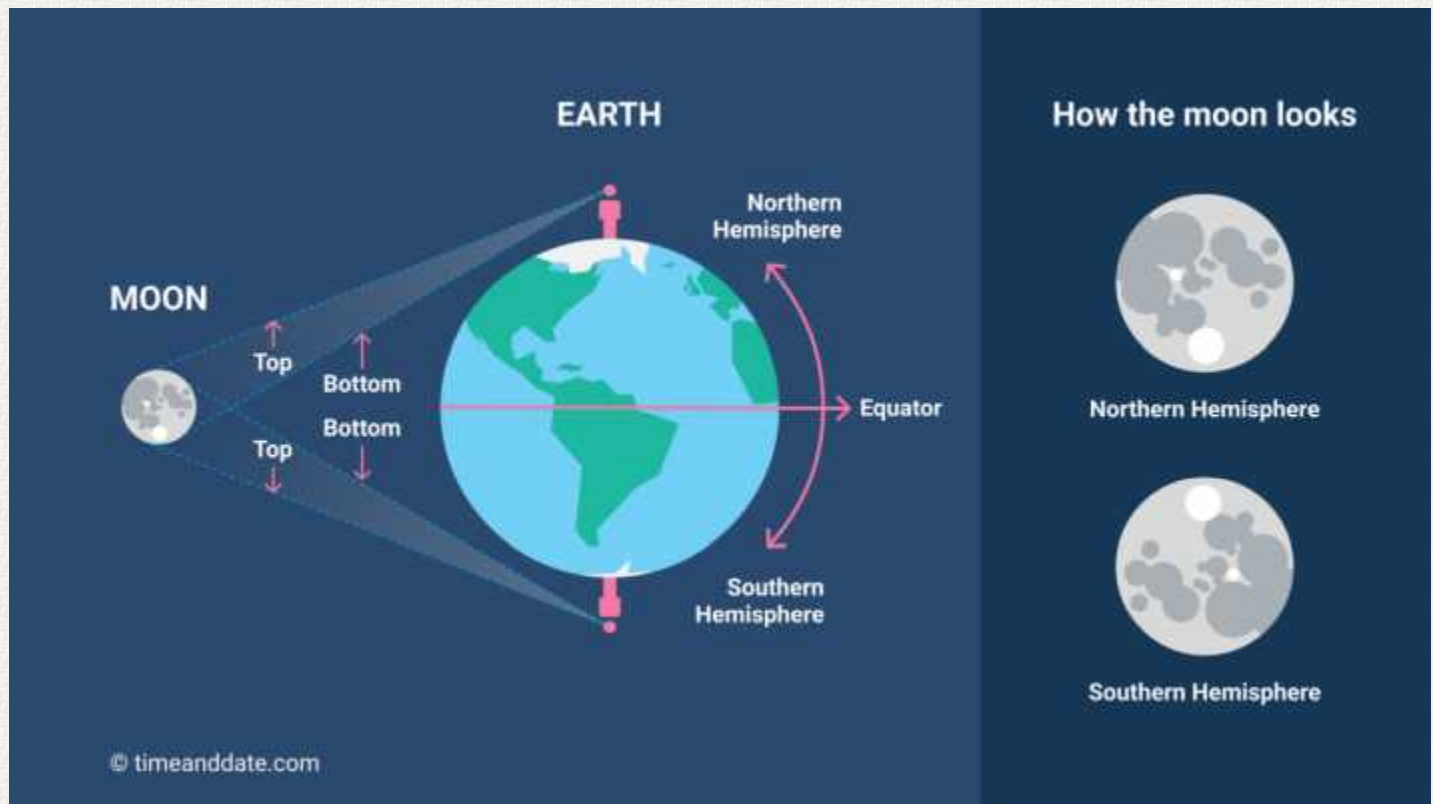 EARTH
How the moon looks
Northern
Hemisphere
MOON
Top
Bottom
Bottom
Top
Equator
Northern Hemisphere
Southern
Hemisphere
Southern Hemisphere
© timeanddate.com